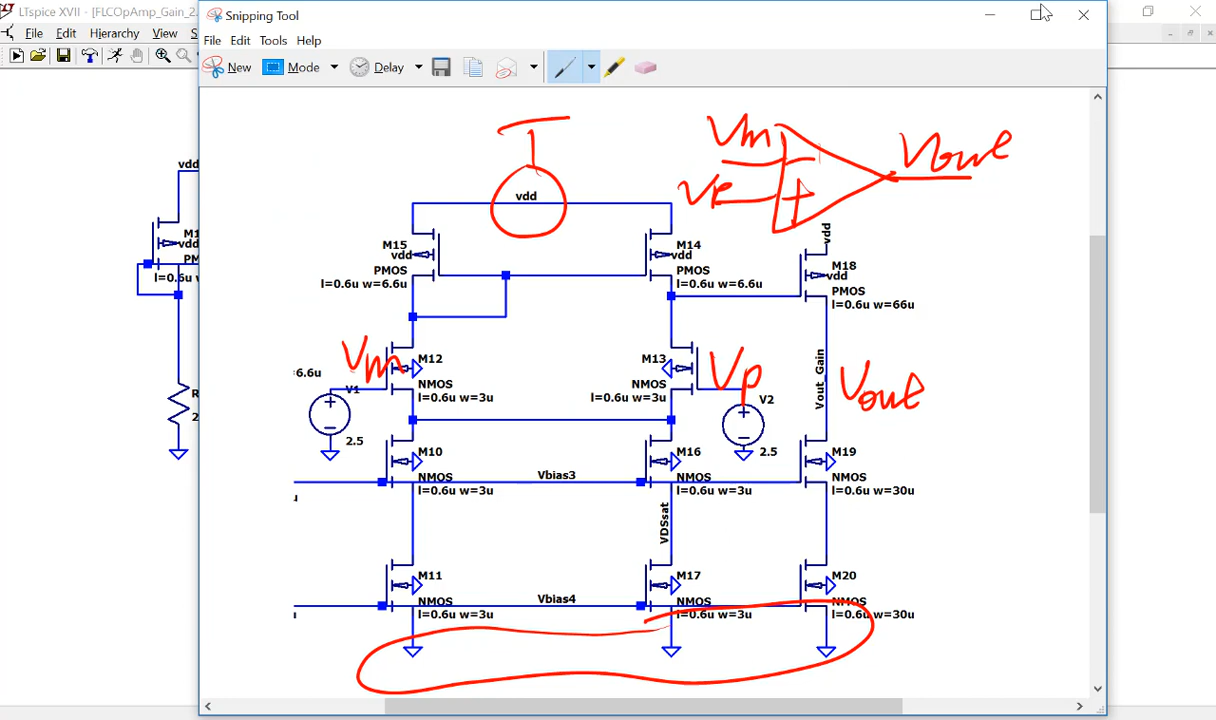 LTspice XVII - [FLCOpAmp_Gain_2.
File Edit Hierarchy View
Snipping Tool
File Edit Tools Help
New Mode Delay
Vm
Vp
Vout
vdd
vdd
M15
vdd
PMOS
l=0.6u w=6.6u
M14
vdd
PMOS
l=0.6u w=6.6u
vdd
M18
vdd
PMOS
l=0.6u w=66u
vdd
PM
l=0.6u
=6.6u
Vm
V1
2.5
M12
NMOS
l=0.6u w=3u
M13
NMOS
l=0.6u w=3u
Vp
V2
2.5
Vout_Gain
Vout
R
2
M10
NMOS
l=0.6u w=3u
Vbias3
M16
NMOS
l=0.6u w=3u
M19
NMOS
l=0.6u w=30u
VDSsat
M11
NMOS
l=0.6u w=3u
Vbias4
M17
NMOS
l=0.6u w=3u
M20
NMOS
l=0.6u w=30u